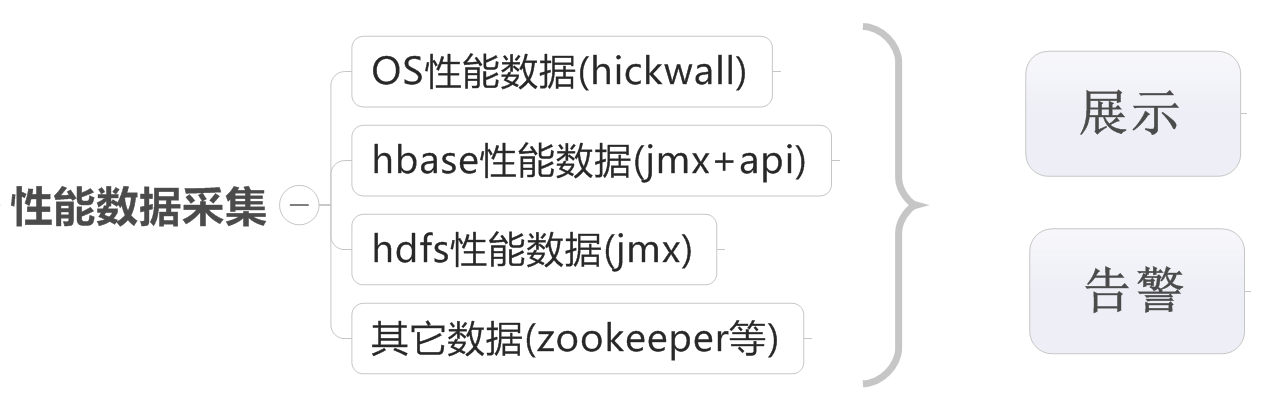 性能数据采集
OS性能数据(hickwall)
hbase性能数据(jmx+api)
hdfs性能数据(jmx)
其它数据(zookeeper等)
展示
告警